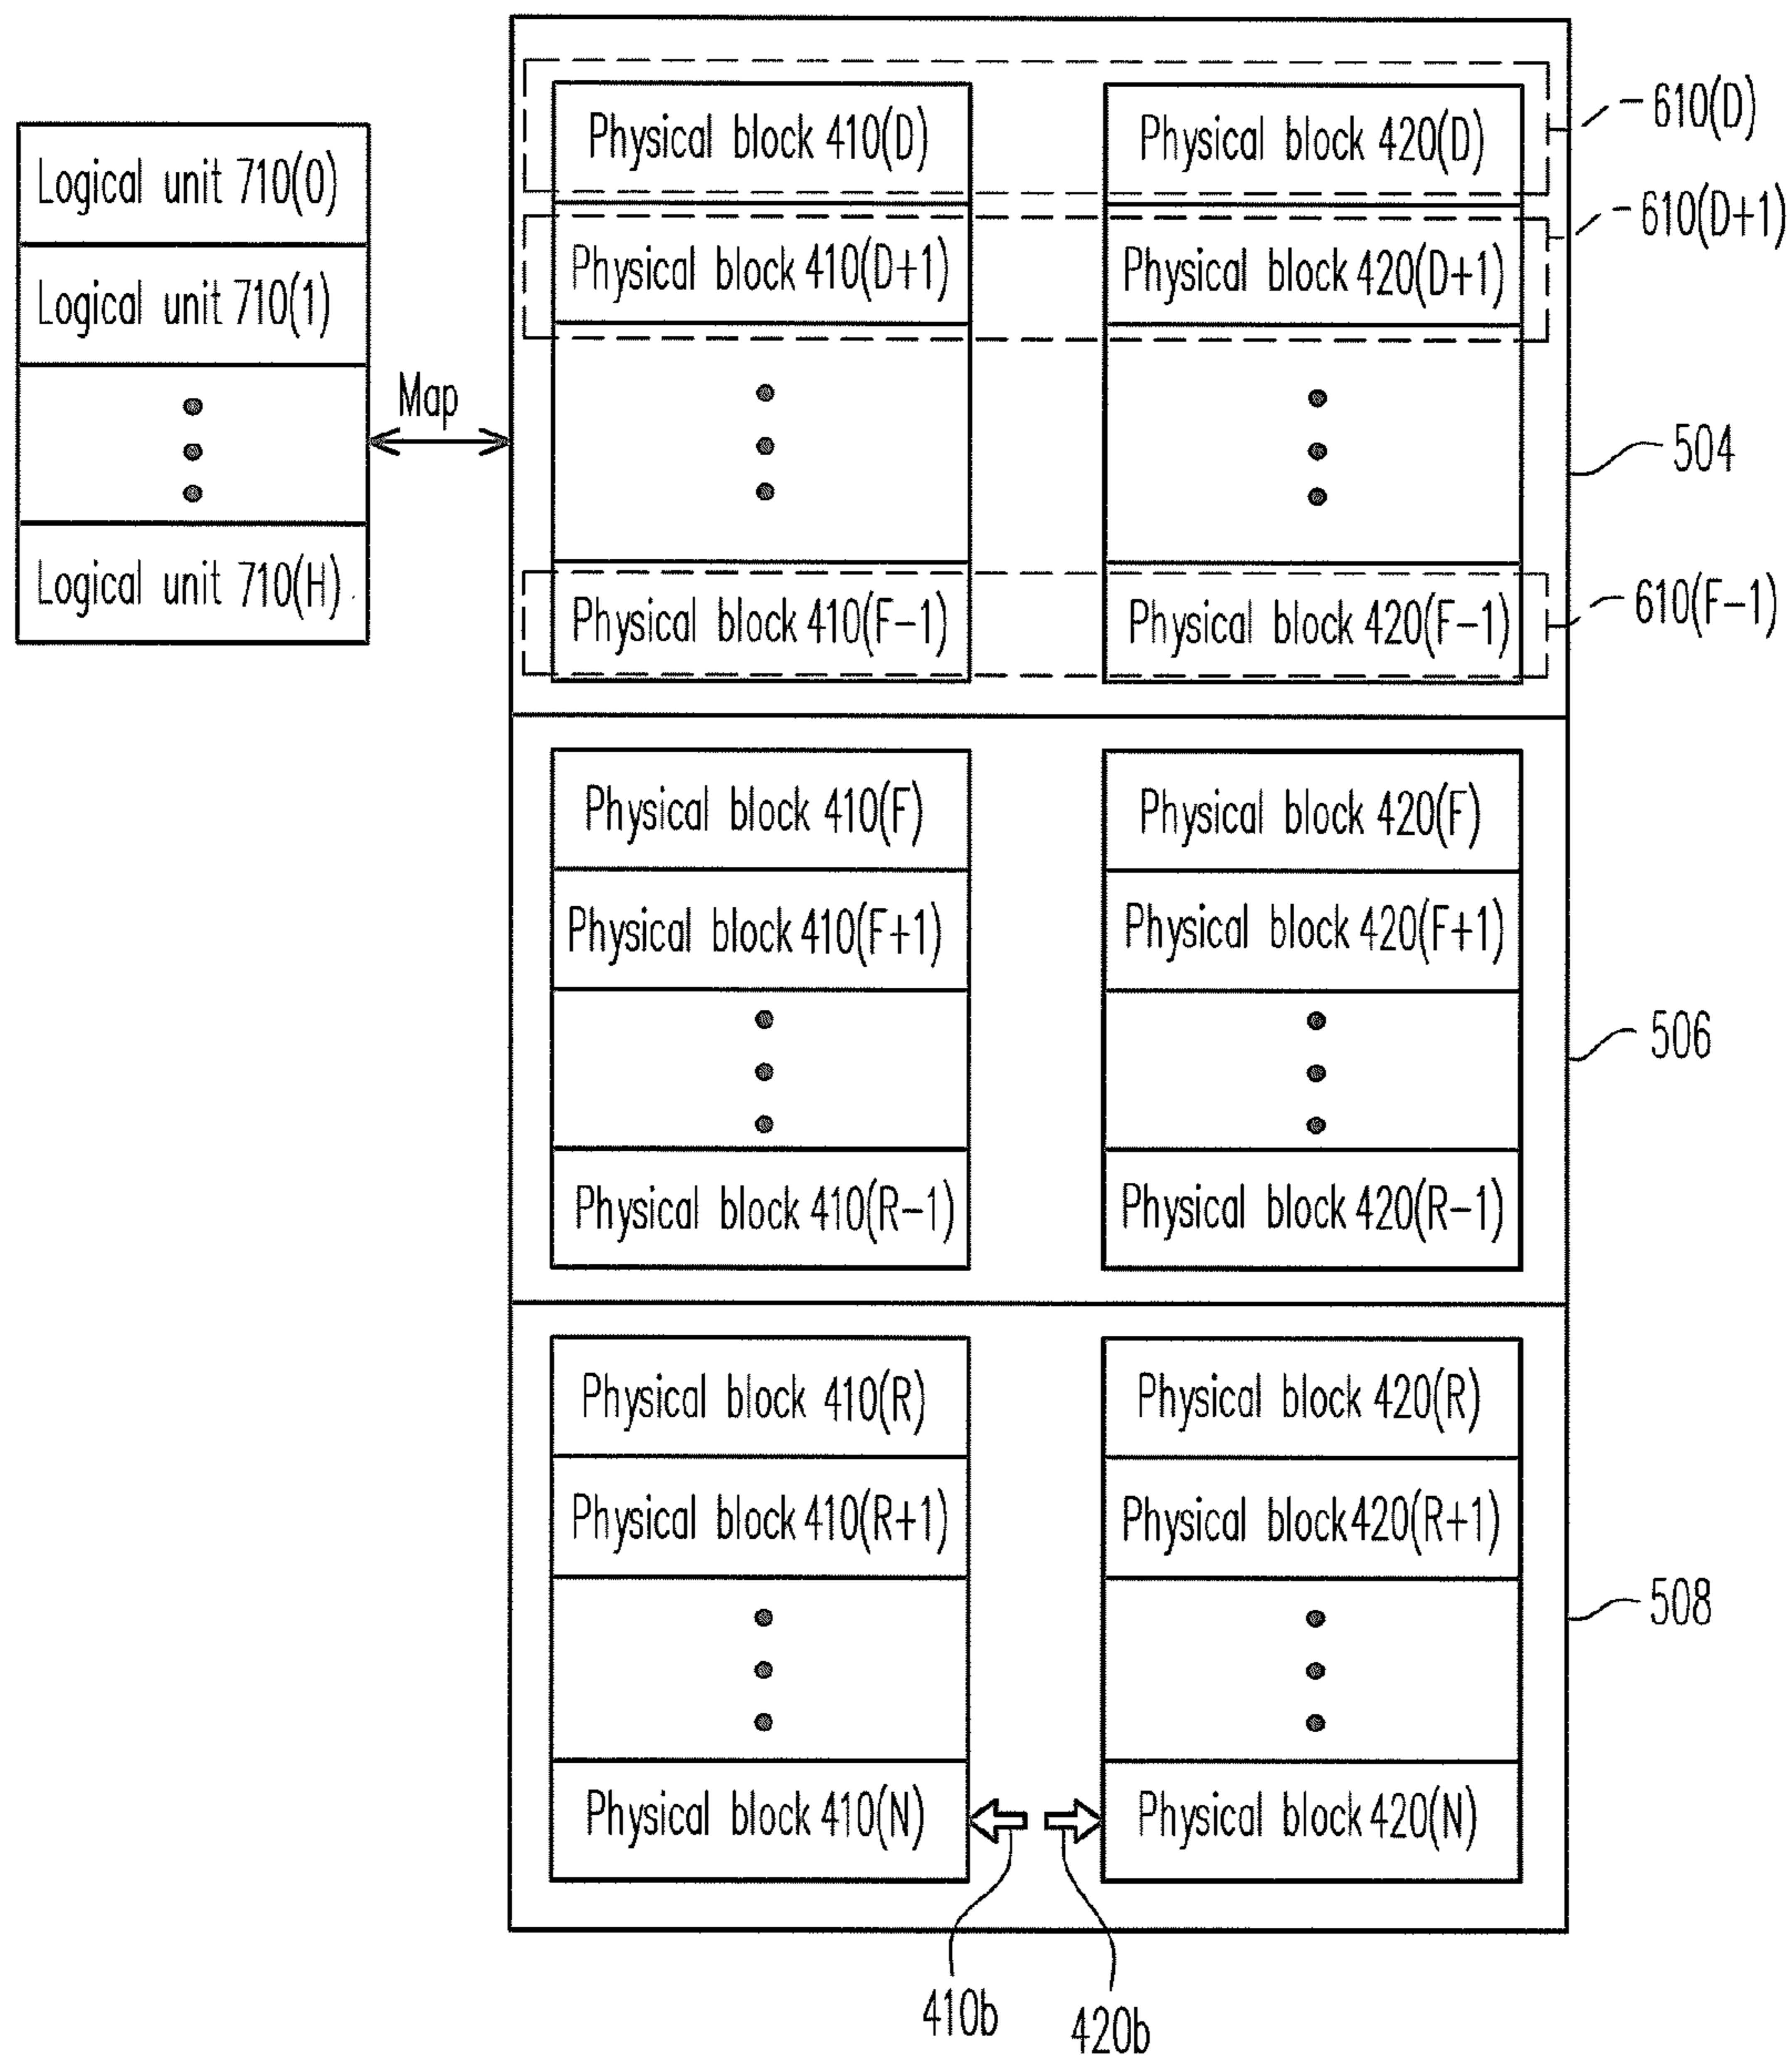 Logical unit 710(0)
Logical unit 710(1)
Logical unit 710(H)
Map
Physical block 410(D)
Physical block 420(D)
610(D)
Physical block 410(D+1)
Physical block 420(D+1)
610(D+1)
Physical block 410(F-1)
Physical block 420(F-1)
610(F-1)
504
Physical block 410(F)
Physical block 420(F)
Physical block 410(F+1)
Physical block 420(F+1)
Physical block 410(R-1)
Physical block 420(R-1)
506
Physical block 410(R)
Physical block 420(R)
Physical block 410(R+1)
Physical block 420(R+1)
Physical block 410(N)
Physical block 420(N)
508
410b
420b